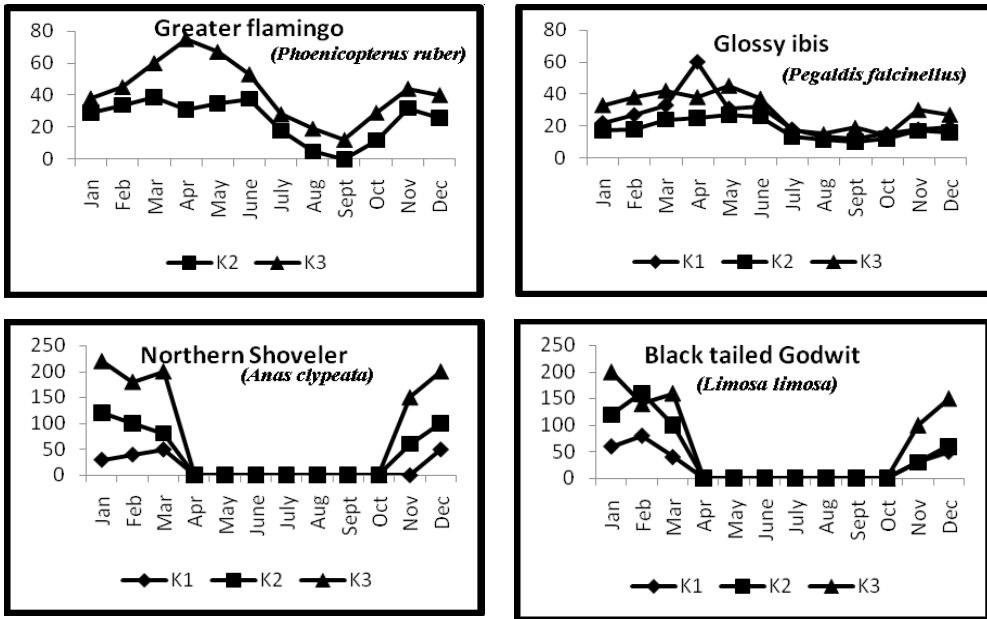 Greater flamingo
(Phoenicopterus ruber)
80
60
40
20
0
Jan Feb Mar Apr May June July Aug Sept Oct Nov Dec
K2 K3
Glossy ibis
(Pegaldis falcinellus)
80
60
40
20
0
Jan Feb Mar Apr May June July Aug Sept Oct Nov Dec
K1 K2 K3
Northern Shoveler
(Anas clypeata)
250
200
150
100
50
0
Jan Feb Mar Apr May June July Aug Sept Oct Nov Dec
K1 K2 K3
Black tailed Godwit
(Limosa limosa)
250
200
150
100
50
0
Jan Feb Mar Apr May June July Aug Sept Oct Nov Dec
K1 K2 K3